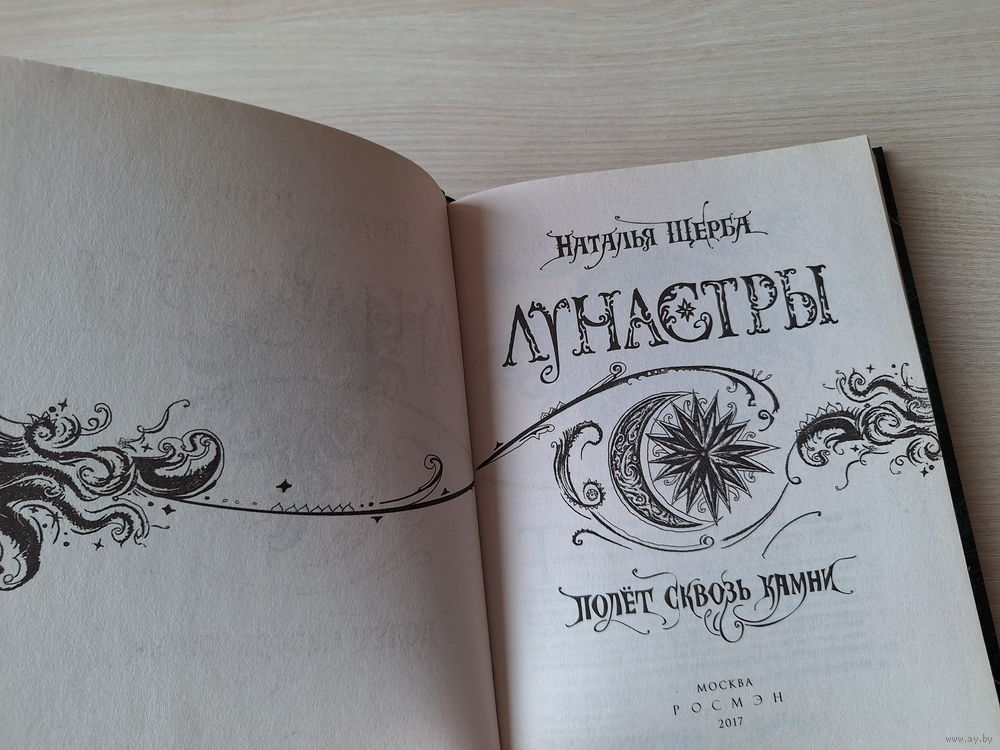 НАТАЛЬЯ ЩЕРБА
ЛУНАСТРЫ
ПОЛЁТ СКВОЗЬ КАМНИ
МОСКВА
РОСМЭН
2017
www.ay.by